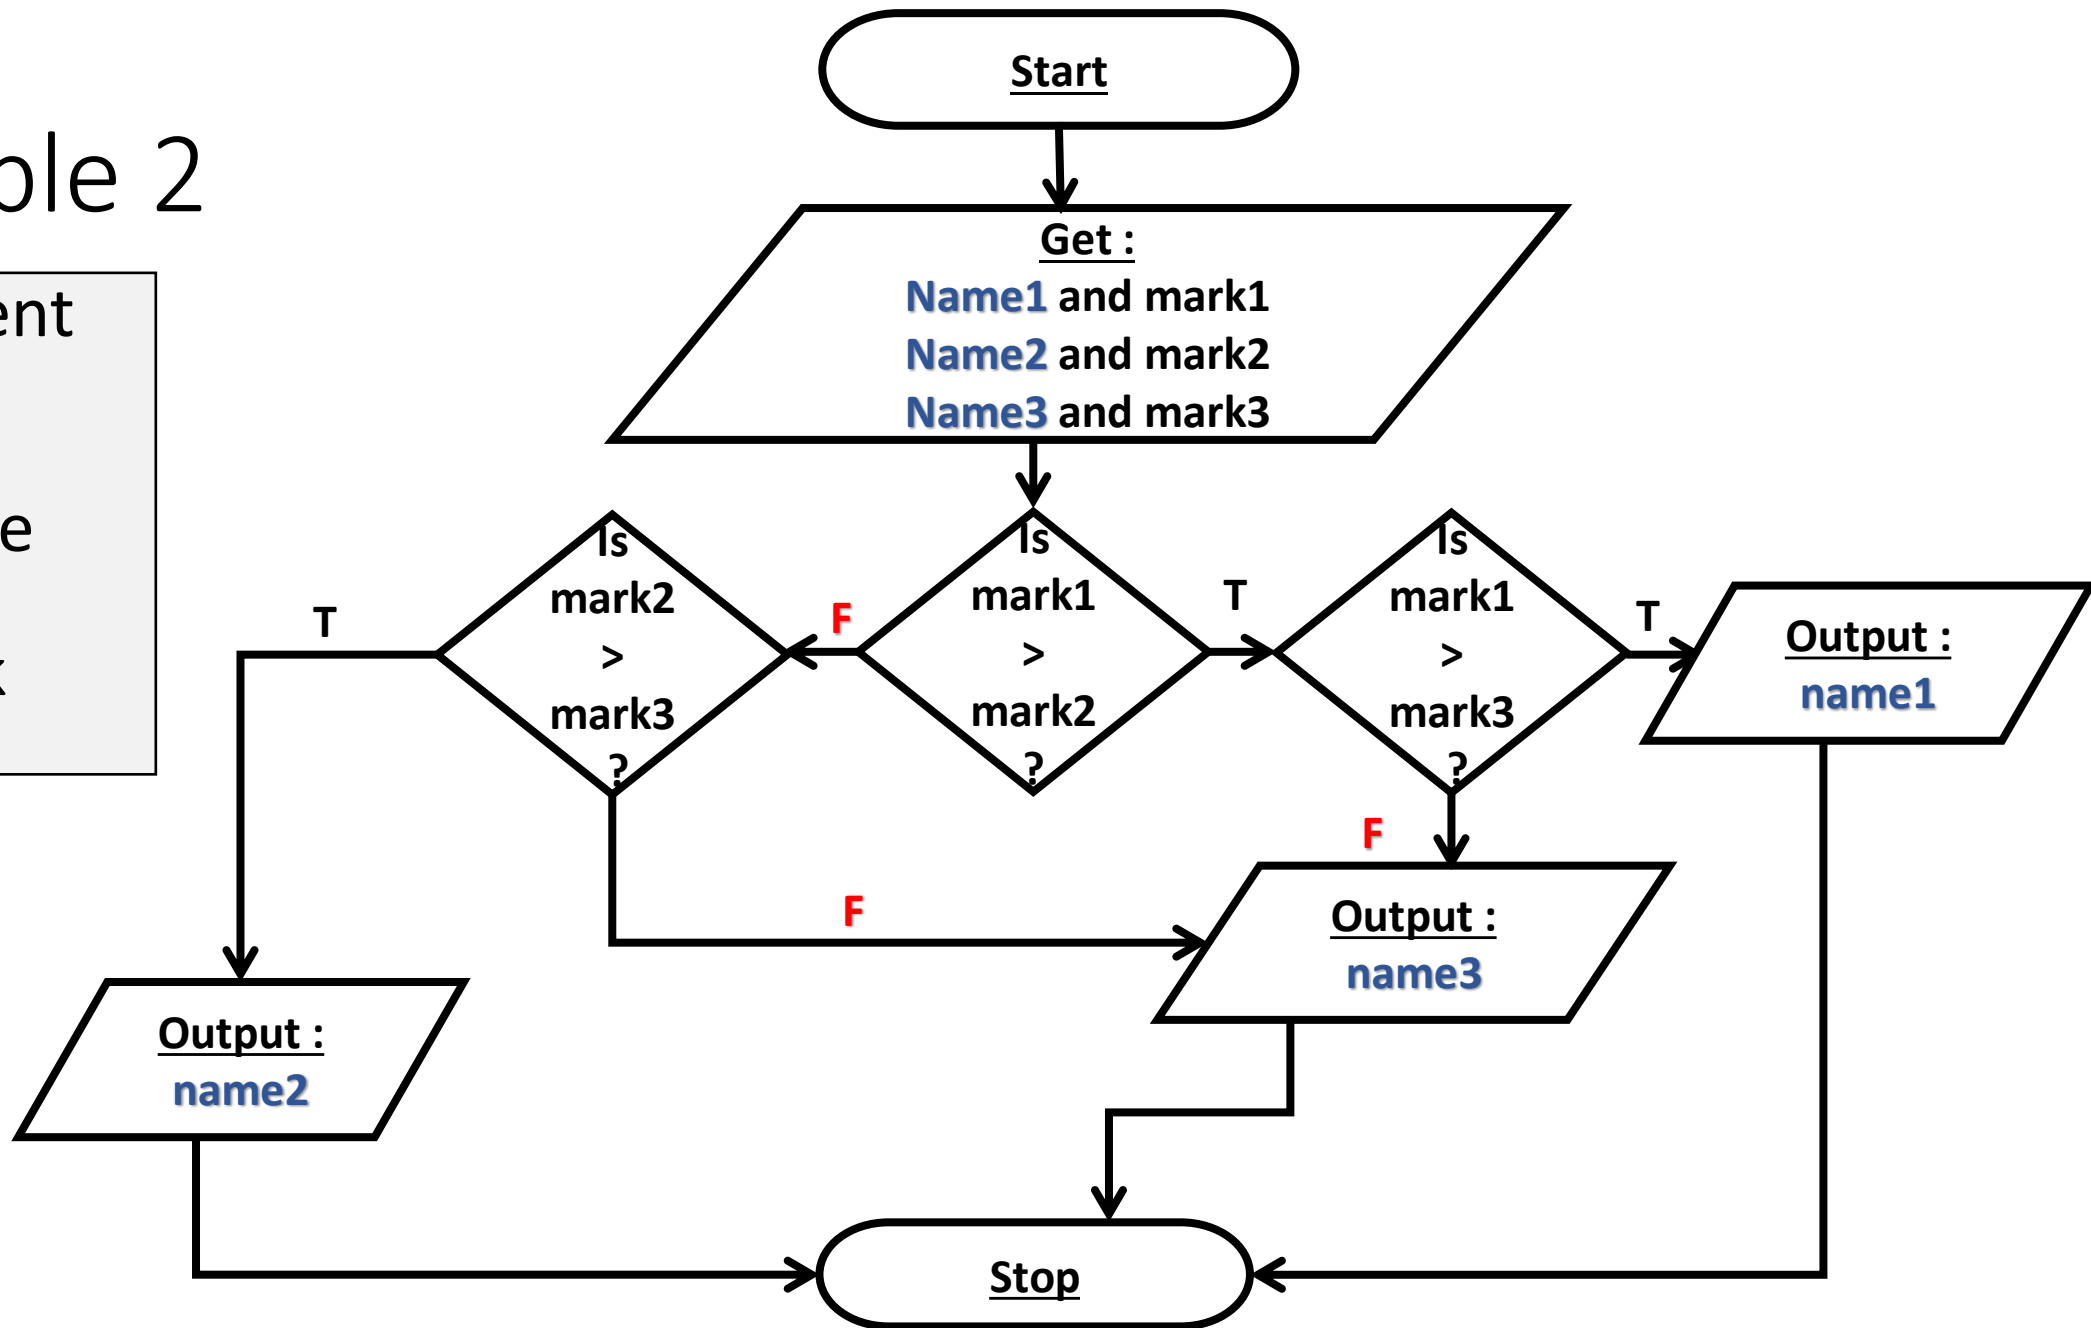 Start
ple 2
Get :
Name1 and mark1
Name2 and mark2
Name3 and mark3
ent
e
Is
mark2
>
mark3
?
Is
mark1
>
mark2
?
Is
mark1
>
mark3
?
T
F
T
T
Output :
name1
F
F
Output :
name3
Output :
name2
Stop